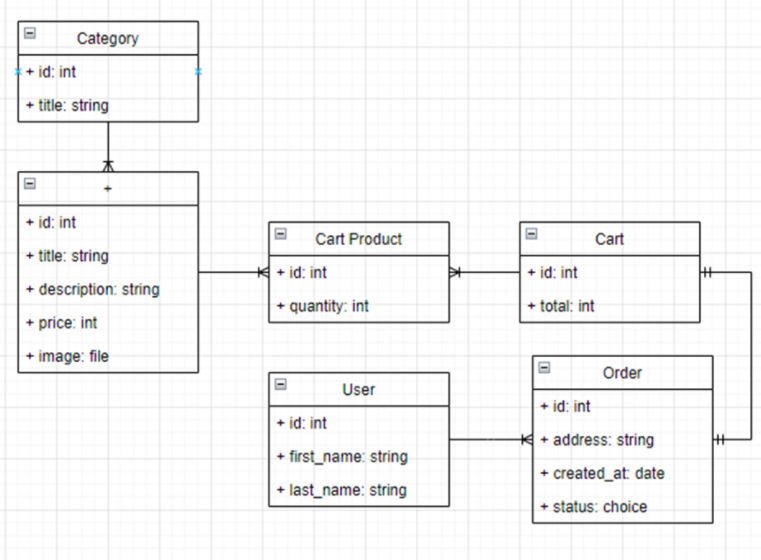 Category
+ id: int
+ title: string
+
+ id: int
+ title: string
+ description: string
+ price: int
+ image: file
Cart Product
+ id: int
+ quantity: int
Cart
+ id: int
+ total: int
User
+ id: int
+ first_name: string
+ last_name: string
Order
+ id: int
+ address: string
+ created_at: date
+ status: choice